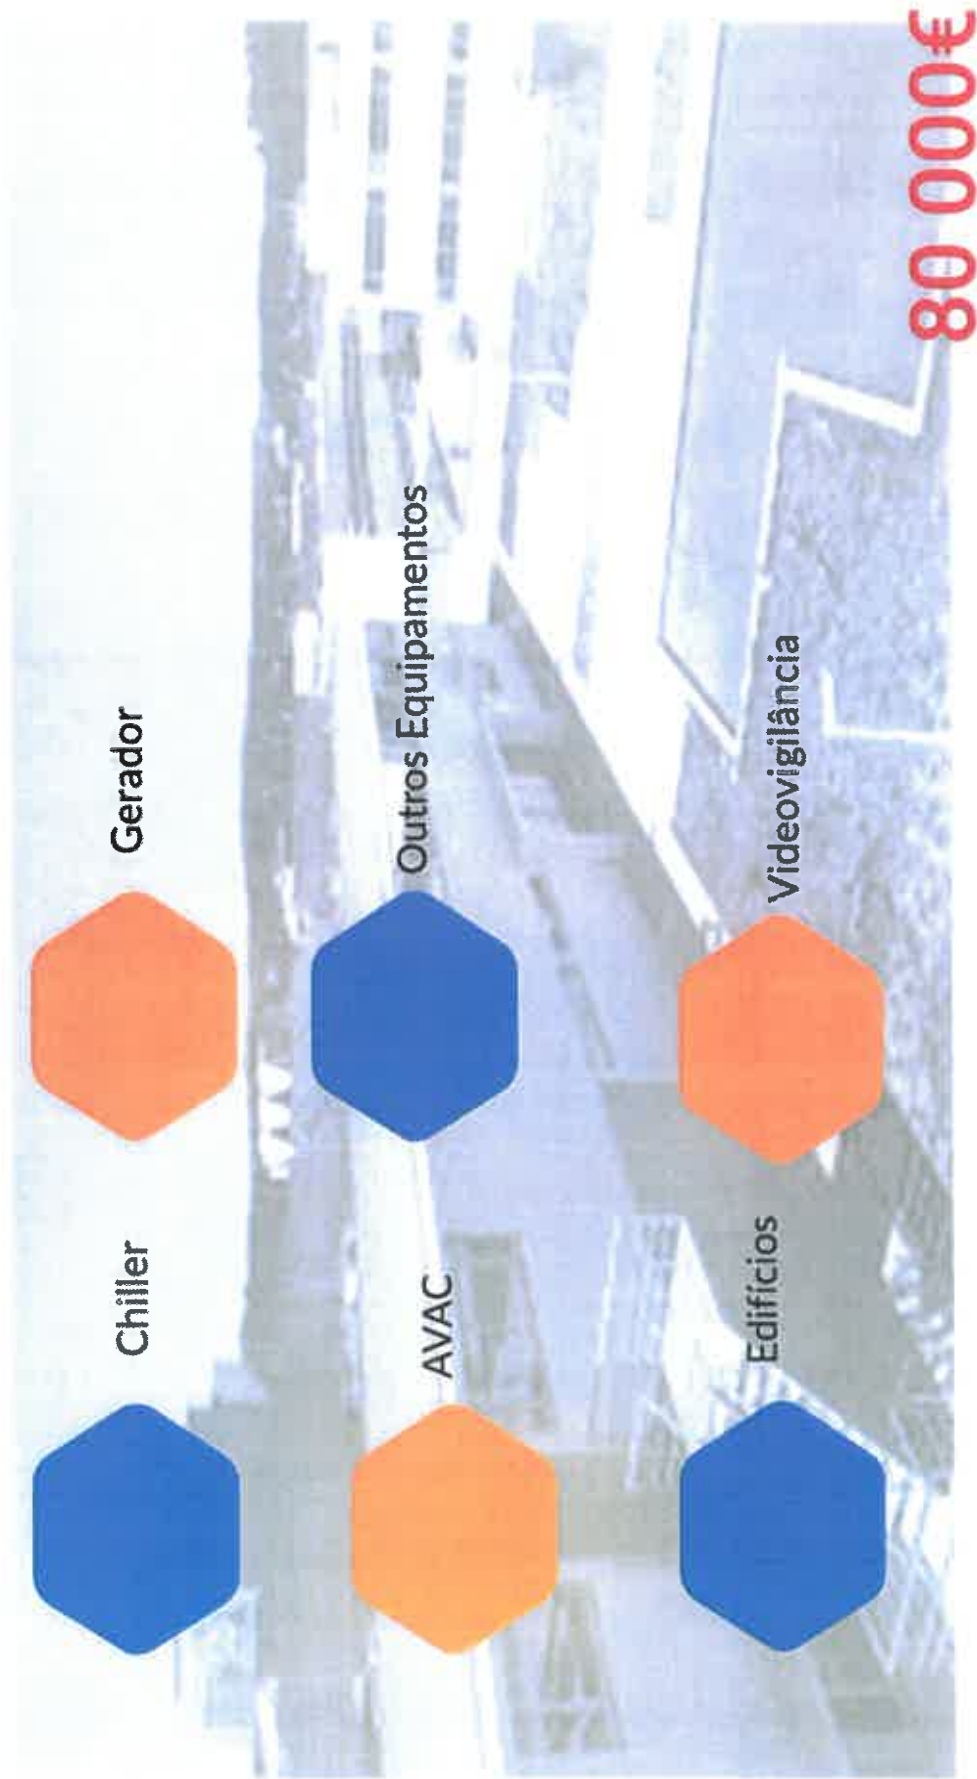 Chiller
Gerador
AVAC
Outros Equipamentos
Edifícios
Videovigilância
80 000€